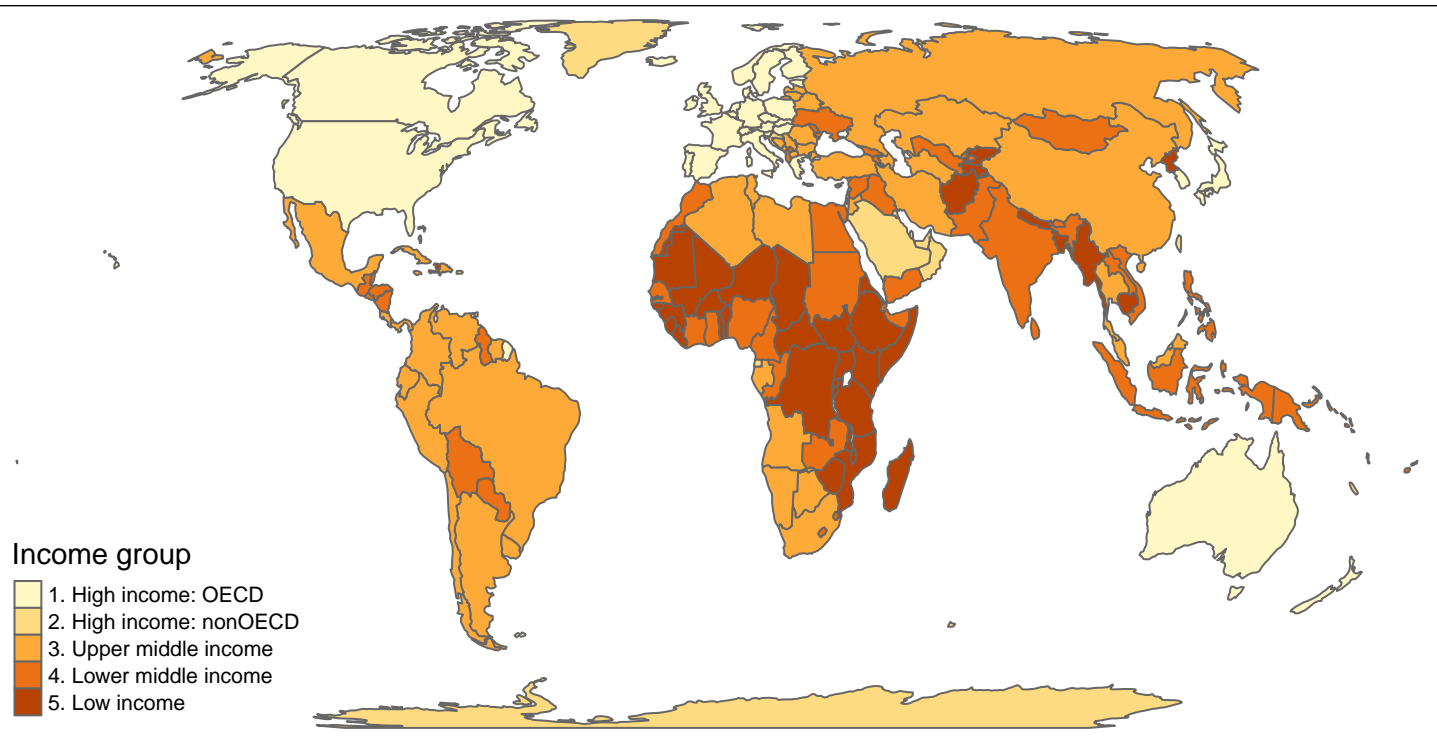 Income group
1. High income: OECD
2. High income: nonOECD
3. Upper middle income
4. Lower middle income
5. Low income